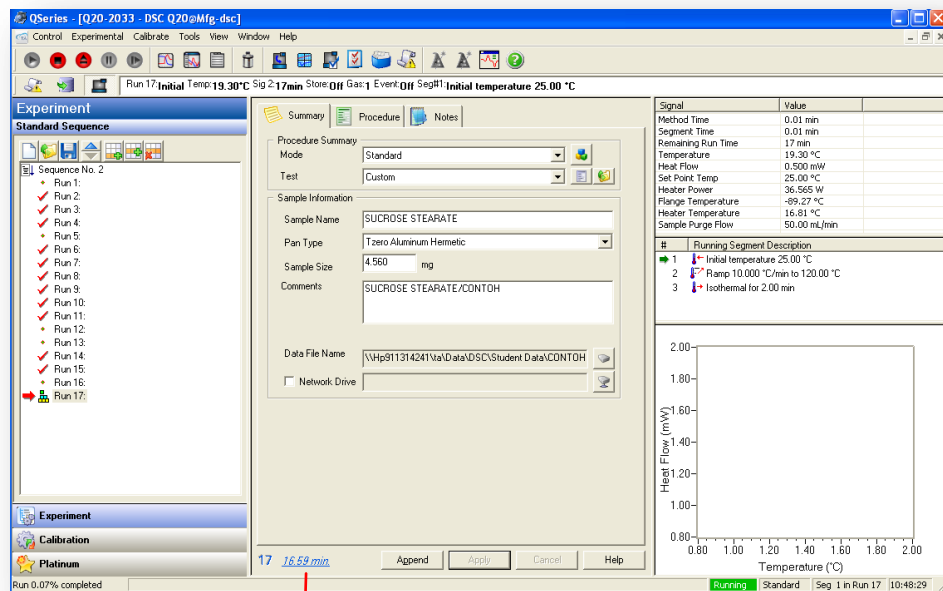 QSeries - [Q20-2033 - DSC Q20@Mfg-dsc]
Control Experimental Calibrate Tools View Window Help
Run 17:Initial Temp:19.30°C Sig 2:17min Store:Off Gas:1 Event:Off Seg#1:Initial temperature 25.00 °C
Experiment
Standard Sequence
Sequence No. 2
Run 1:
Run 2:
Run 3:
Run 4:
Run 5:
Run 6:
Run 7:
Run 8:
Run 9:
Run 10:
Run 11:
Run 12:
Run 13:
Run 14:
Run 15:
Run 16:
Run 17:
Experiment
Calibration
Platinum
Summary Procedure Notes
Procedure Summary
Mode Standard
Test Custom
Sample Information
Sample Name SUCROSE STEARATE
Pan Type Tzero Aluminum Hermetic
Sample Size 4.560 mg
Comments SUCROSE STEARATE/CONTOH
Data File Name \\Hp911314241\ta\Data\DSC\Student Data\CONTOH
Network Drive
17 16.59 min. Append Apply Cancel Help
Signal Value
Method Time 0.01 min
Segment Time 0.01 min
Remaining Run Time 17 min
Temperature 19.30 °C
Heat Flow 0.500 mW
Set Point Temp 25.00 °C
Heater Power 36.565 W
Flange Temperature -89.27 °C
Heater Temperature 16.81 °C
Sample Purge Flow 50.00 mL/min
# Running Segment Description
1 Initial temperature 25.00 °C
2 Ramp 10.000 °C/min to 120.00 °C
3 Isothermal for 2.00 min
2.00
1.80
1.60
1.40
1.20
1.00
0.80
Heat Flow (mW)
0.80 1.00 1.20 1.40 1.60 1.80 2.00
Temperature (°C)
Run 0.07% completed
Running Standard Seg 1 in Run 17 10:48:29